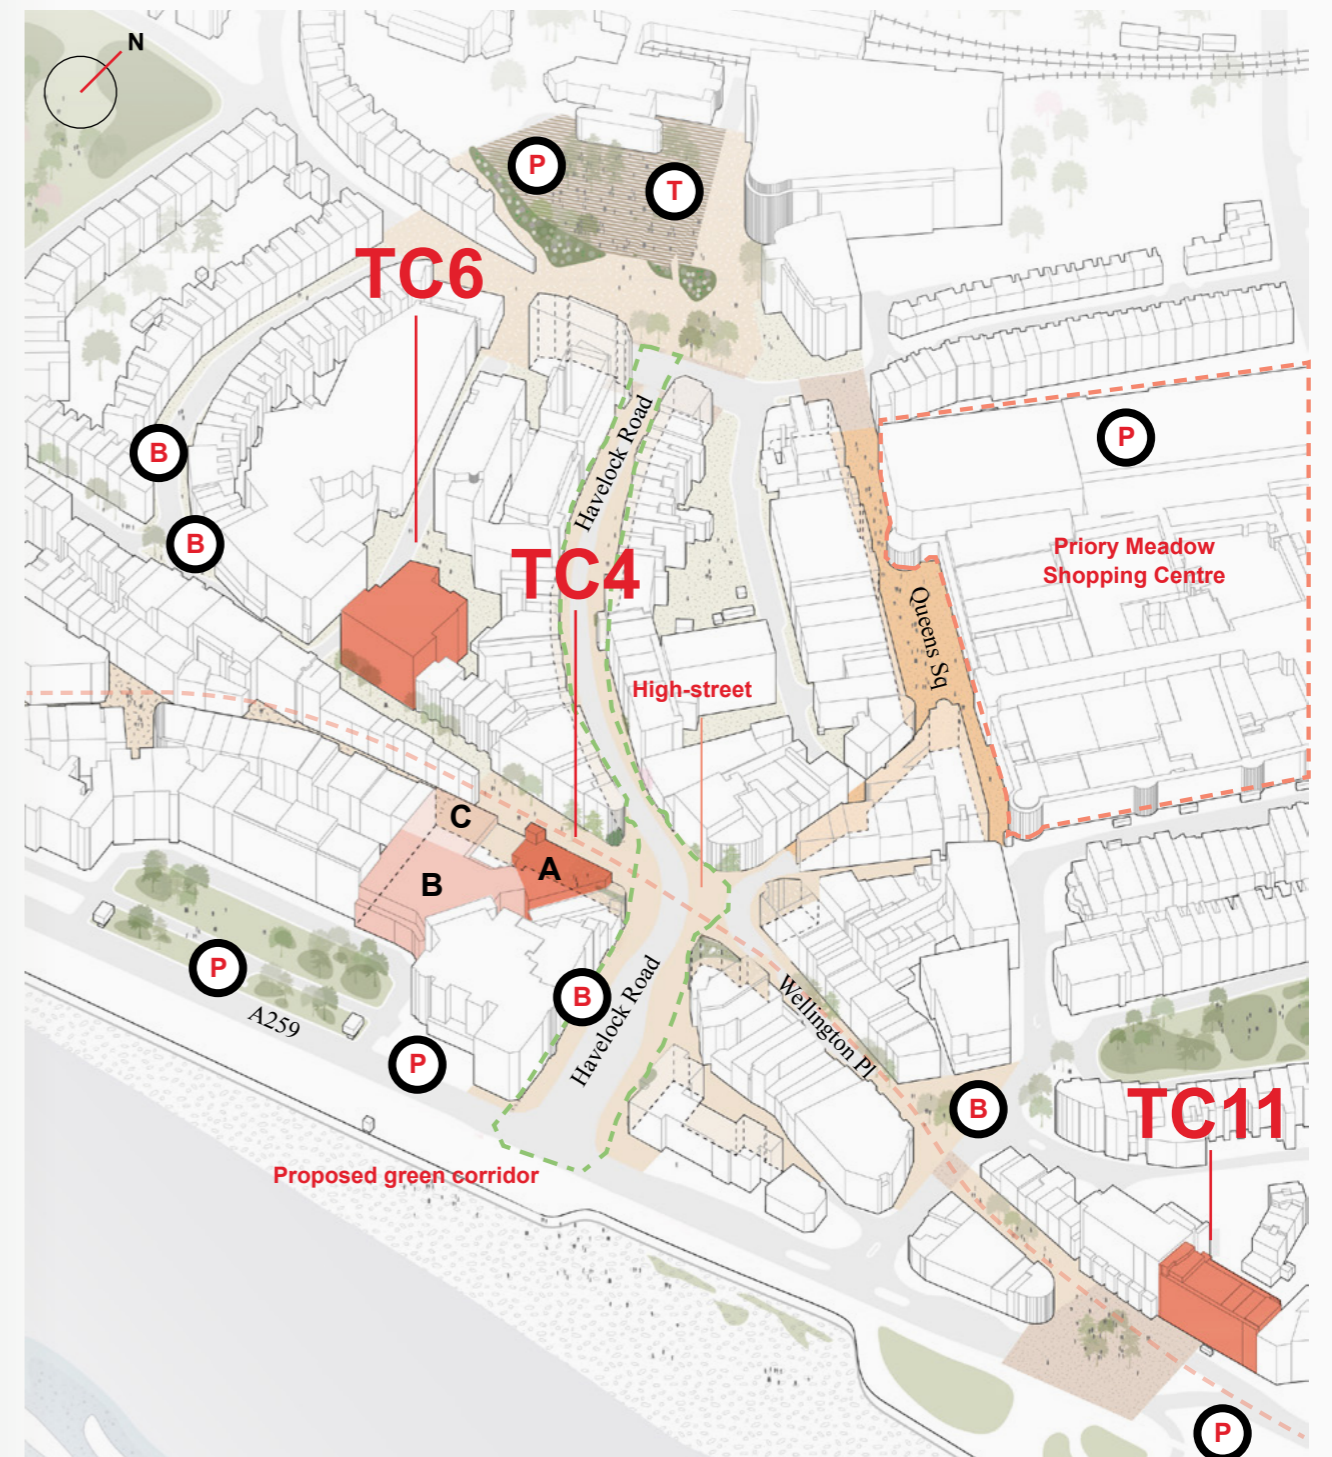 N
P
T
TC6
Havelock Road
P
B
B
Priory Meadow
Shopping Centre
TC4
Queens Sq
High-street
C
A
B
P
A259
B
Havelock Road
Wellington Pl
P
B
TC11
Proposed green corridor
P